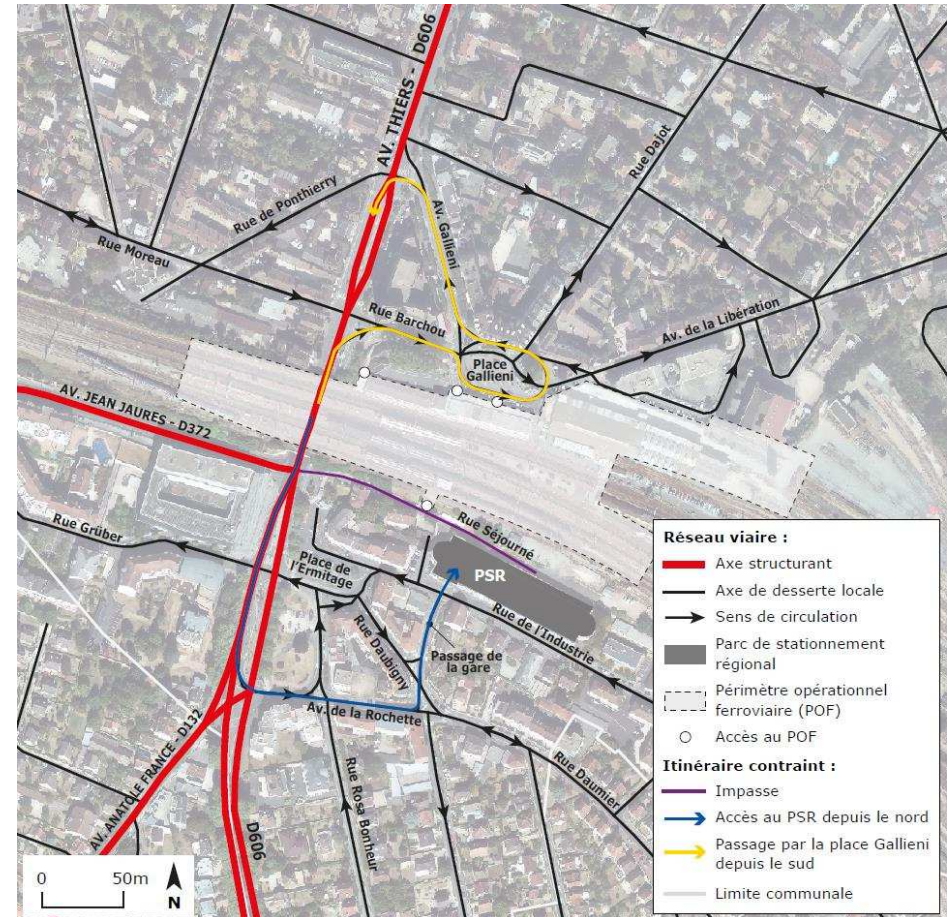 AV. THIERS - D606
Rue Dajot
Rue de Ponthierry
Av. Gallieni
Rue Moreau
Rue Barchou
Av. de la Libération
Place
Gallieni
AV. JEAN JAURES - D372
Rue Séjourné
Rue Grüber
Place de
l'Ermitage
PSR
Rue de l'Industrie
Rue Daubigny
Passage de
la gare
Av. de la Rochette
Rue Daumier
AV. ANATOLE FRANCE - D132
Rue Rosa Bonheur
D606
0 50m
N
Réseau viaire :
Axe structurant
Axe de desserte locale
Sens de circulation
Parc de stationnement
régional
Périmètre opérationnel
ferroviaire (POF)
Accès au POF
Itinéraire contraint :
Impasse
Accès au PSR depuis le nord
Passage par la place Gallieni
depuis le sud
Limite communale